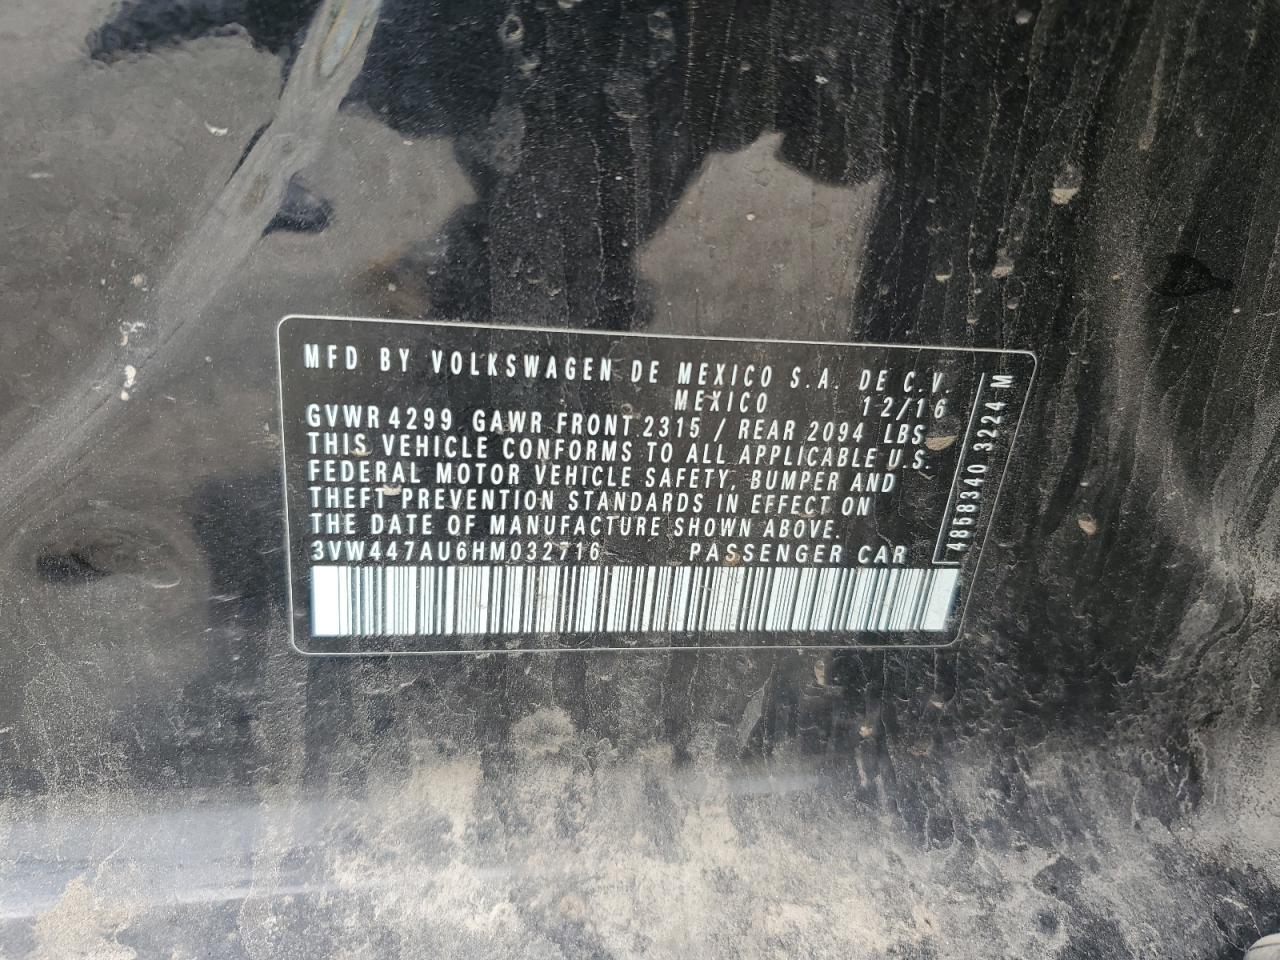 MFD BY VOLKSWAGEN DE MEXICO S.A. DE C.V.
MEXICO 12/16
GVWR 4299 GAWR FRONT 2315 / REAR 2094 LBS
THIS VEHICLE CONFORMS TO ALL APPLICABLE U.S.
FEDERAL MOTOR VEHICLE SAFETY, BUMPER AND
THEFT PREVENTION STANDARDS IN EFFECT ON
THE DATE OF MANUFACTURE SHOWN ABOVE.
3VW447AU6HM032716 PASSENGER CAR
4858340 3224 M